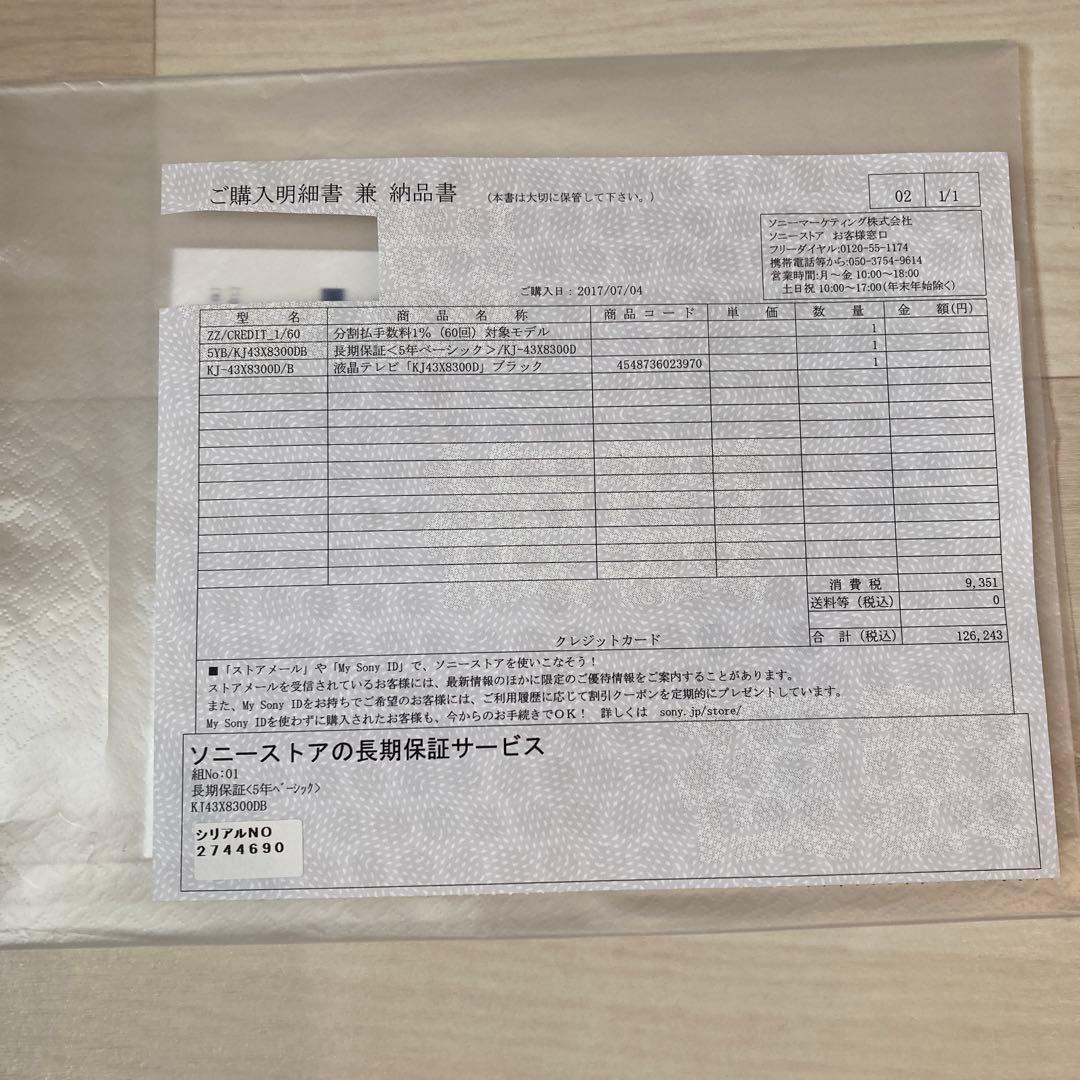 ご購入明細書 兼 納品書 (本書は大切に保管して下さい。)
02 1/1
ソニーマーケティング株式会社
ソニーストア お客様窓口
フリーダイヤル:0120-55-1174
携帯電話等から:050-3754-9614
営業時間:月～金 10:00～18:00
土日祝 10:00～17:00(年末年始除く)
ご購入日:2017/07/04
型 名 商 品 名 称 商品コード 単 価 数 量 金 額(円)
ZZ/CREDIT_1/60 分割払手数料1% (60回) 対象モデル 1
5YB/KJ43X8300DB 長期保証<5年ベーシック>/KJ-43X8300D 1
KJ-43X8300D/B 液晶テレビ「KJ43X8300D」ブラック 4548736023970 1
消 費 税 9,351
送料等 (税込) 0
クレジットカード 合 計 (税込) 126,243
■「ストアメール」や「My Sony ID」で、ソニーストアを使いこなそう!
ストアメールを受信されているお客様には、最新情報のほかに限定のご優待情報をご案内することがあります。
また、My Sony IDをお持ちでご希望のお客様には、ご利用履歴に応じて割引クーポンを定期的にプレゼントしています。
My Sony IDを使わずに購入されたお客様も、今からのお手続きでOK! 詳しくは sony.jp/store/
ソニーストアの長期保証サービス
組No:01
長期保証<5年ﾍﾞｰｼｯｸ>
KJ43X8300DB
シリアルNO
2744690